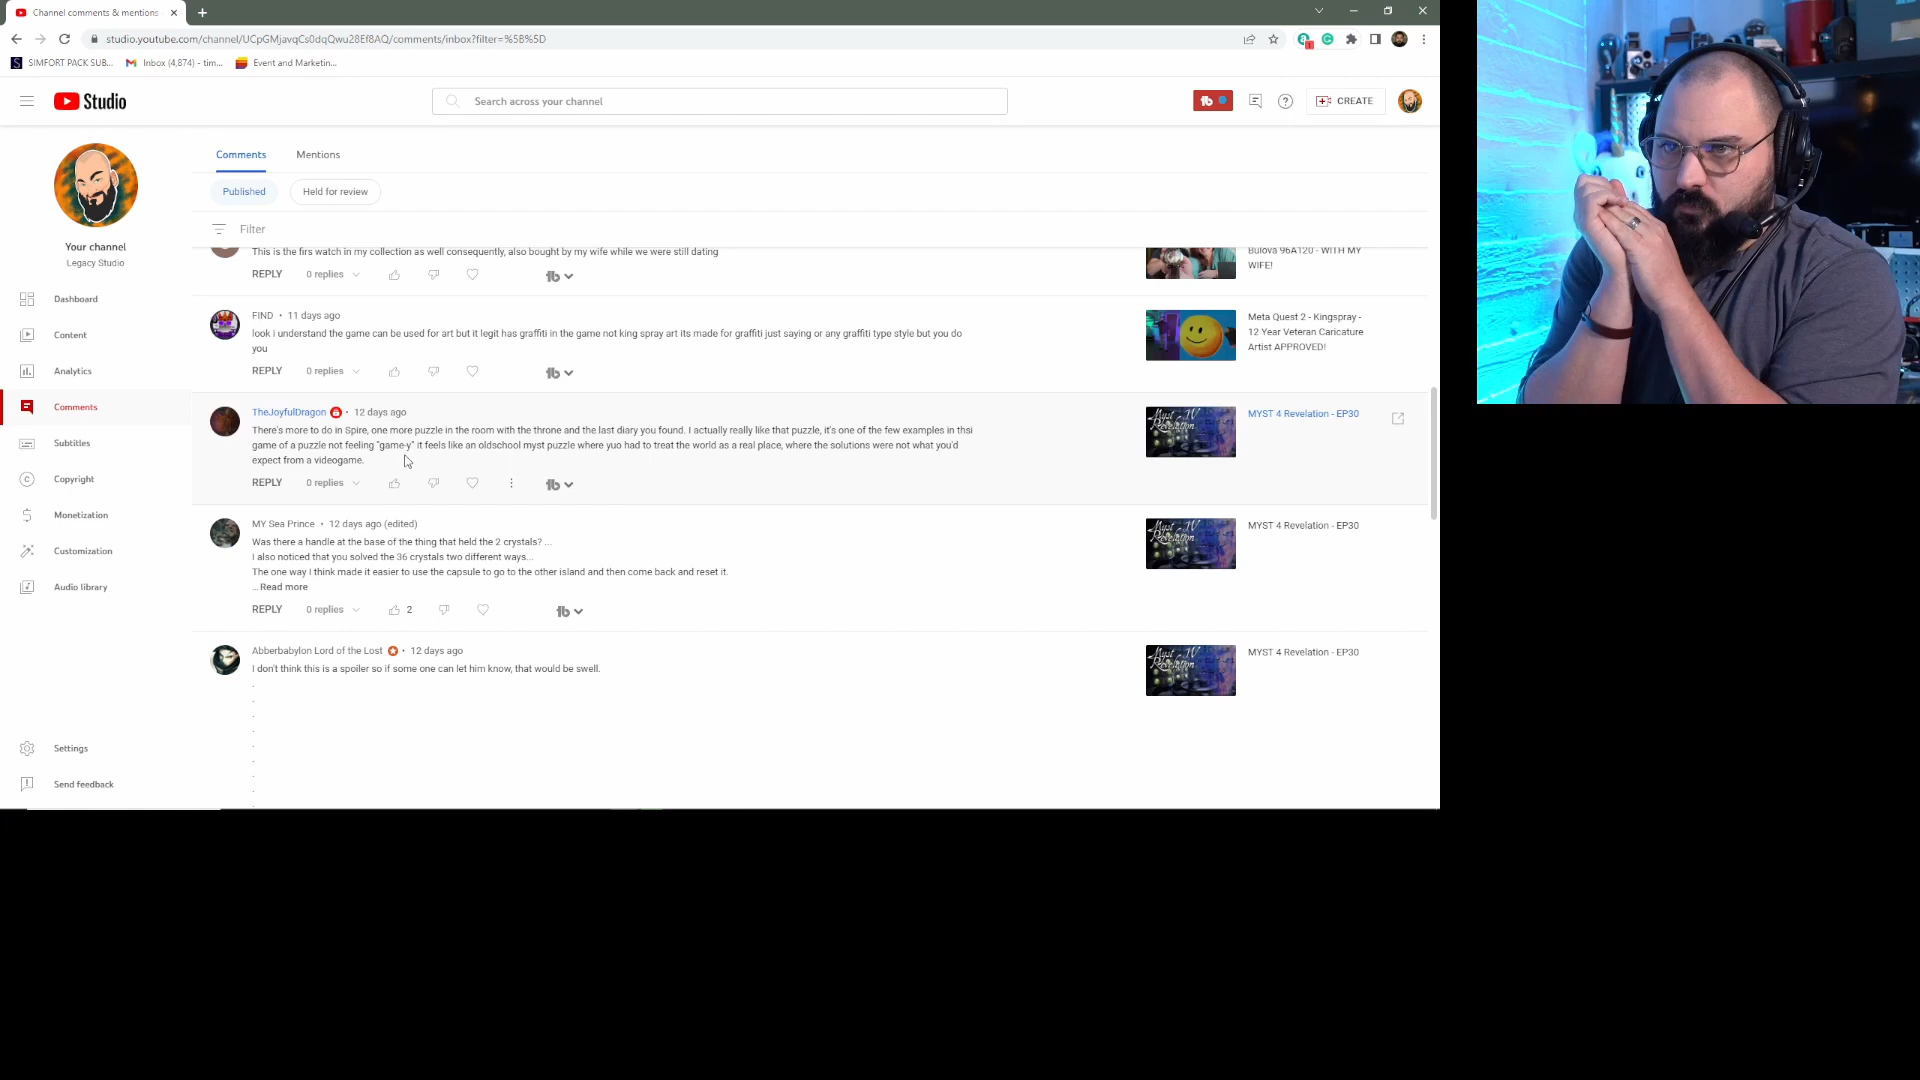 Channel comments & mentions
studio.youtube.com/channel/UCpGMjavqCs0dqQwu28Ef8AQ/comments/inbox?filter=%5B%5D
SIMFORT PACK SUB... Inbox (4,874) - tim... Event and Marketin...
Studio
Search across your channel
CREATE
Your channel
Legacy Studio
Dashboard
Content
Analytics
Comments
Subtitles
Copyright
Monetization
Customization
Audio library
Settings
Send feedback
Comments Mentions
Published Held for review
Filter
This is the firs watch in my collection as well consequently, also bought by my wife while we were still dating
REPLY 0 replies
Bulova 96A120 - WITH MY
WIFE!
FIND • 11 days ago
look i understand the game can be used for art but it legit has graffiti in the game not king spray art its made for graffiti just saying or any graffiti type style but you do
you
REPLY 0 replies
Meta Quest 2 - Kingspray -
12 Year Veteran Caricature
Artist APPROVED!
TheJoyfulDragon • 12 days ago
There's more to do in Spire, one more puzzle in the room with the throne and the last diary you found. I actually really like that puzzle, it's one of the few examples in thsi
game of a puzzle not feeling "game-y" it feels like an oldschool myst puzzle where yuo had to treat the world as a real place, where the solutions were not what you'd
expect from a videogame.
REPLY 0 replies
MYST 4 Revelation - EP30
MY Sea Prince • 12 days ago (edited)
Was there a handle at the base of the thing that held the 2 crystals? ...
I also noticed that you solved the 36 crystals two different ways...
The one way I think made it easier to use the capsule to go to the other island and then come back and reset it.
... Read more
REPLY 0 replies 2
MYST 4 Revelation - EP30
Abberbabylon Lord of the Lost • 12 days ago
I don't think this is a spoiler so if some one can let him know, that would be swell.
.
.
.
.
.
.
.
.
.
MYST 4 Revelation - EP30